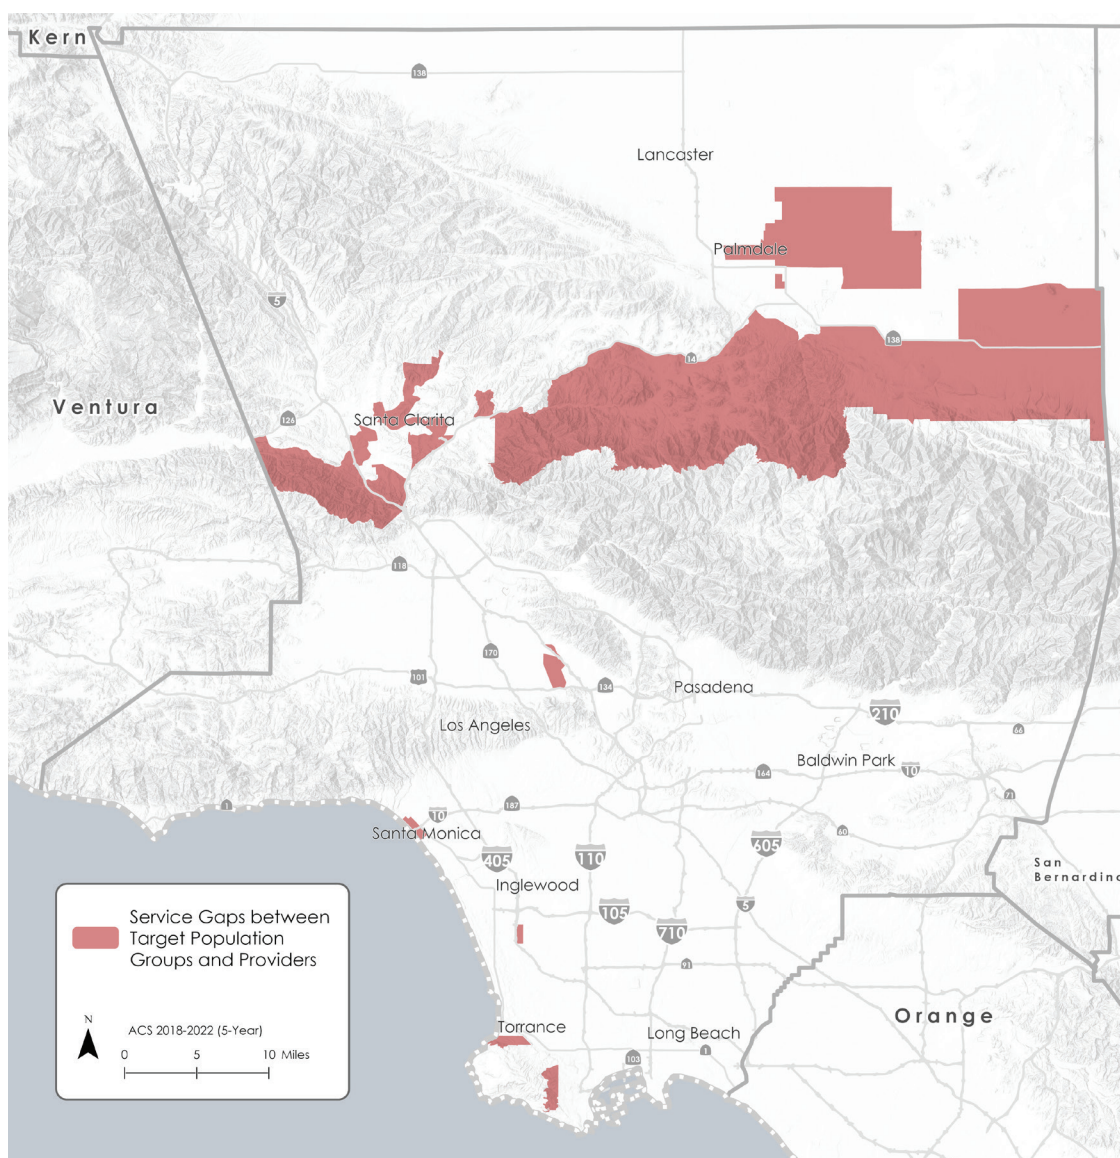 Kern
138
Lancaster
Palmdale
5
138
14
Ventura
126
Santa Clarita
118
170
101
134
Pasadena
210
Los Angeles
66
Baldwin Park
164
10
71
1
187
10
Santa Monica
60
405
110
605
San
Bernardino
Inglewood
105
5
710
91
Orange
Torrance
Long Beach
103
1
Service Gaps between
Target Population
Groups and Providers
N
ACS 2018-2022 (5-Year)
0 5 10 Miles